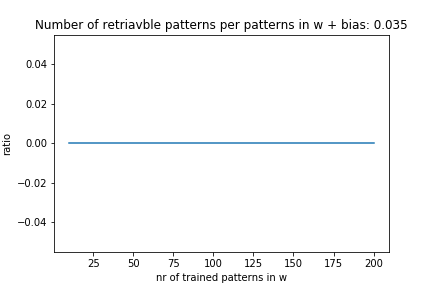 Number of retriavble patterns per patterns in w + bias: 0.035
ratio
0.04
0.02
0.00
−0.02
−0.04
25 50 75 100 125 150 175 200
nr of trained patterns in w